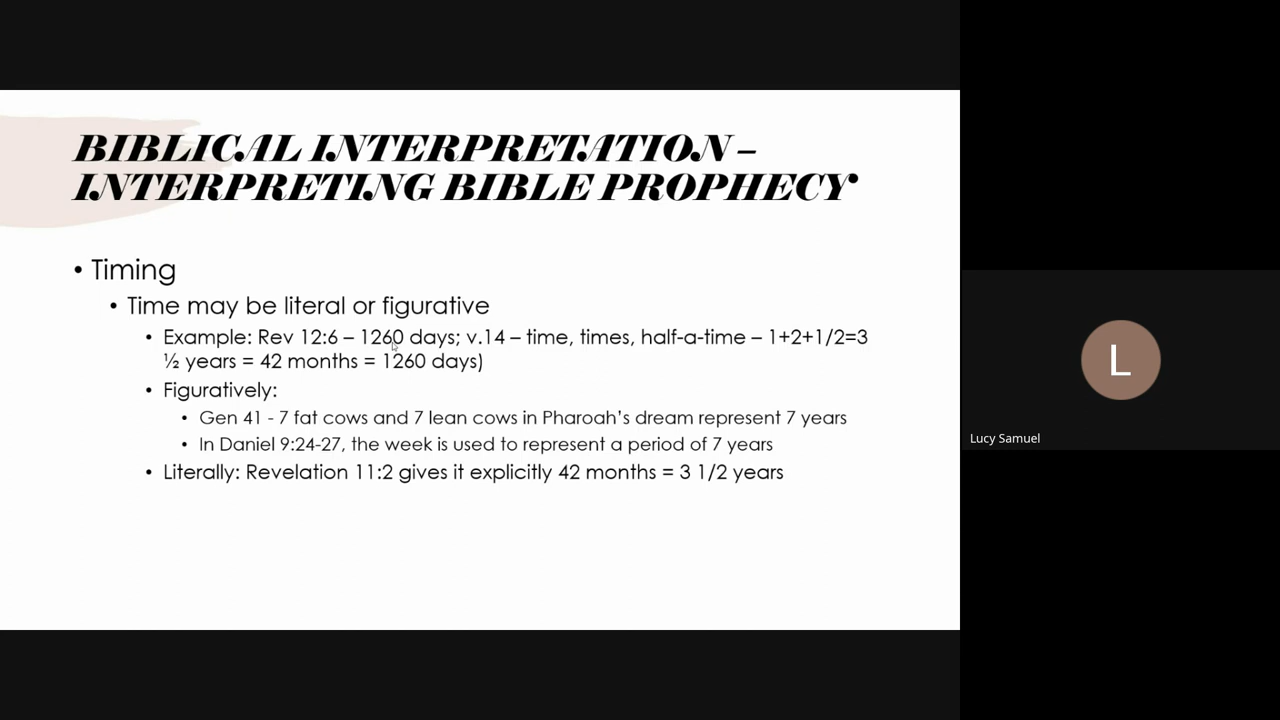 BIBLICAL INTERPRETATION –
INTERPRETING BIBLE PROPHECY
• Timing
• Time may be literal or figurative
• Example: Rev 12:6 – 1260 days; v.14 – time, times, half-a-time – 1+2+1/2=3
½ years = 42 months = 1260 days)
• Figuratively:
• Gen 41 - 7 fat cows and 7 lean cows in Pharoah’s dream represent 7 years
• In Daniel 9:24-27, the week is used to represent a period of 7 years
• Literally: Revelation 11:2 gives it explicitly 42 months = 3 1/2 years
L
Lucy Samuel